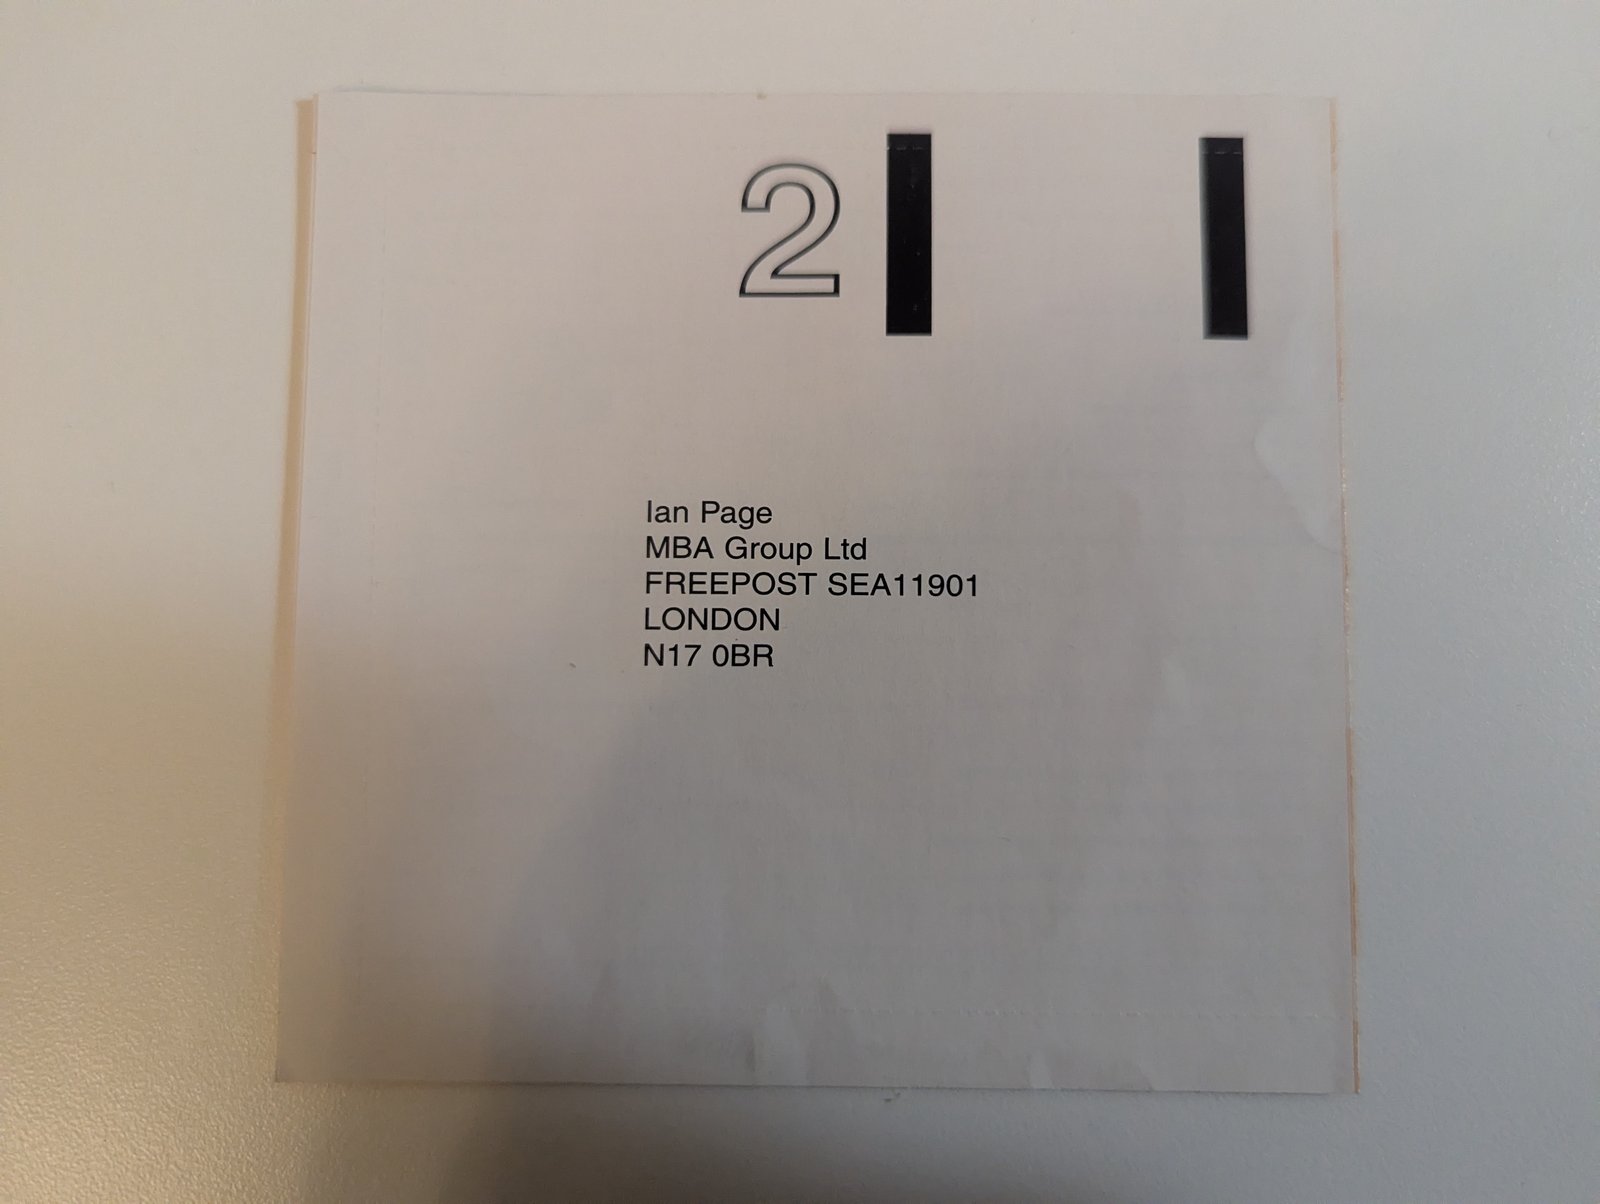 2
Ian Page
MBA Group Ltd
FREEPOST SEA11901
LONDON
N17 0BR